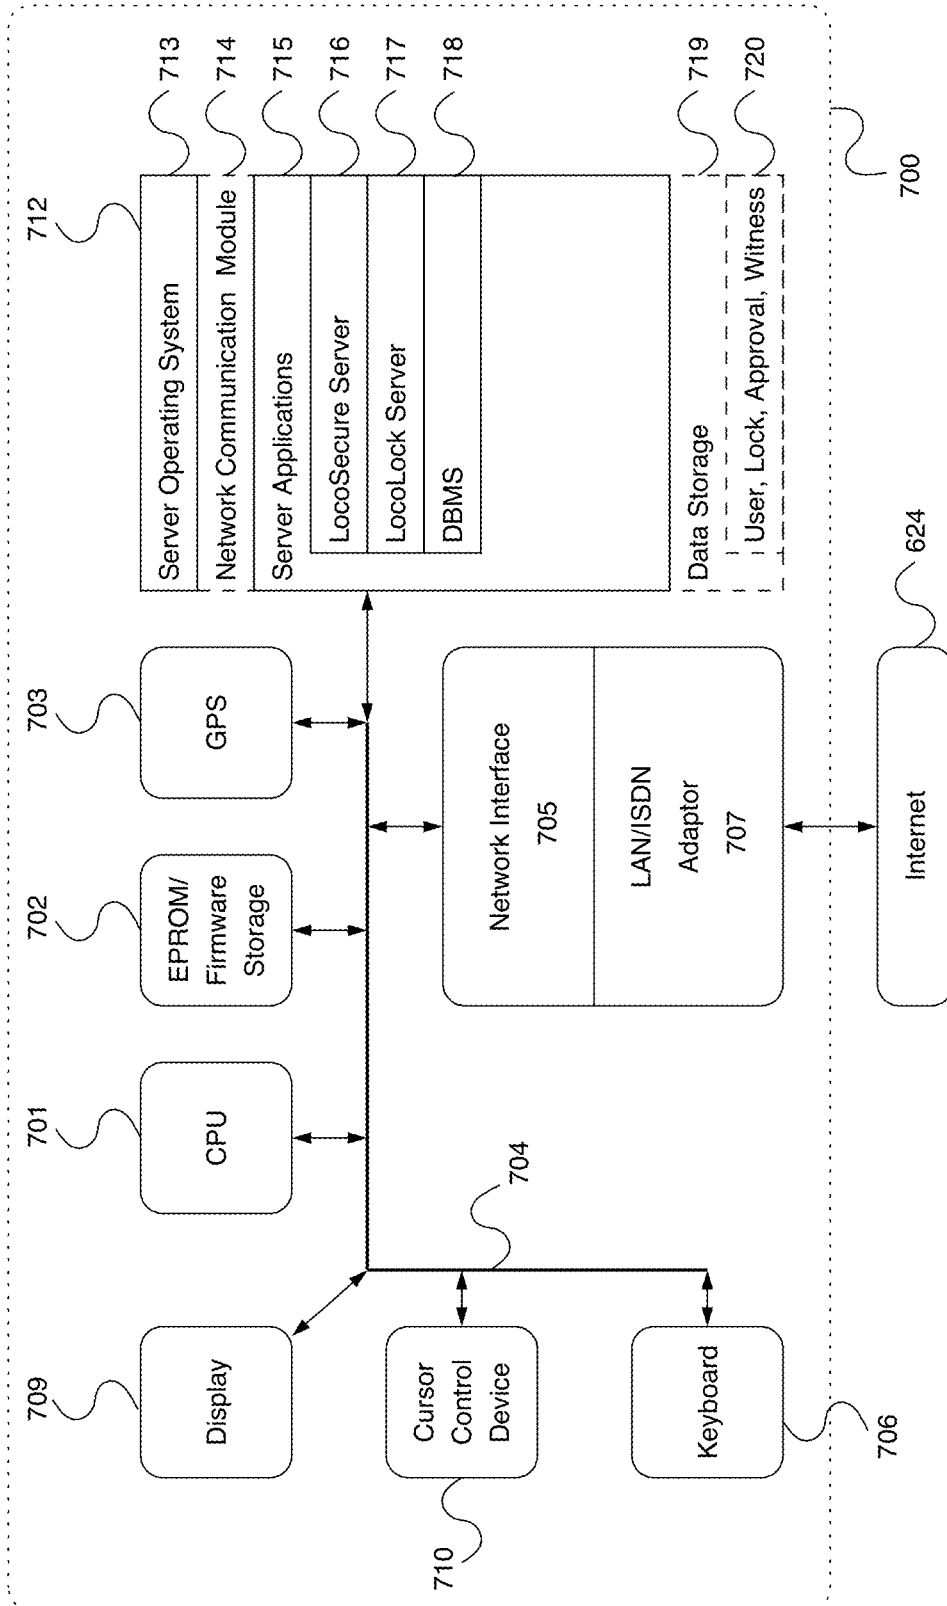 709
701
702
703
712
Display
CPU
EPROM/
Firmware
Storage
GPS
Server Operating System
713
Network Communication Module
714
Server Applications
715
LocoSecure Server
716
LocoLock Server
717
DBMS
718
Data Storage
719
User, Lock, Approval, Witness
720
710
Cursor
Control
Device
704
Network Interface
705
LAN/ISDN
Adaptor
707
Keyboard
706
Internet
624
700